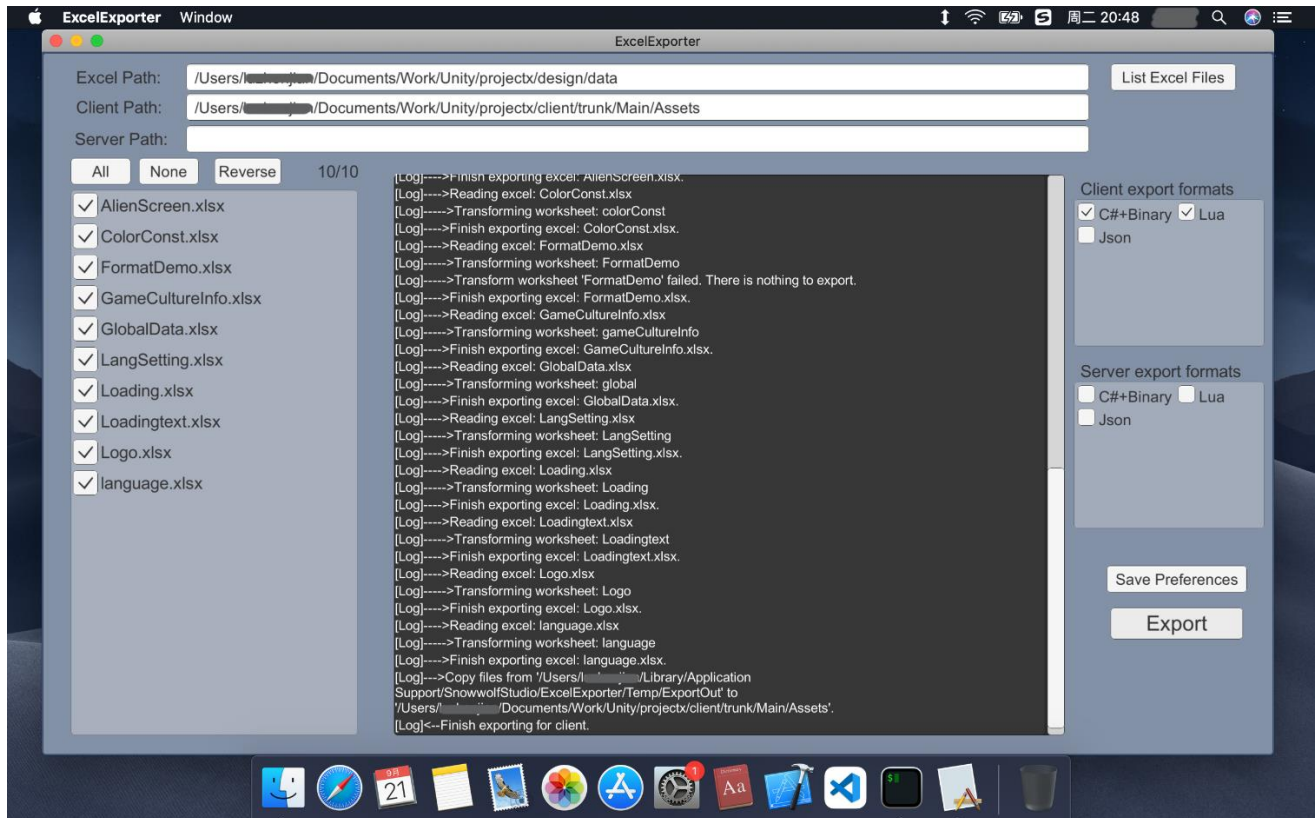 ExcelExporter Window 周二 20:48
ExcelExporter
Excel Path: /Users/ /Documents/Work/Unity/projectx/design/data List Excel Files
Client Path: /Users/ /Documents/Work/Unity/projectx/client/trunk/Main/Assets
Server Path:
All None Reverse 10/10
AlienScreen.xlsx
ColorConst.xlsx
FormatDemo.xlsx
GameCultureInfo.xlsx
GlobalData.xlsx
LangSetting.xlsx
Loading.xlsx
Loadingtext.xlsx
Logo.xlsx
language.xlsx
[Log]---->Finish exporting excel: AlienScreen.xlsx.
[Log]---->Reading excel: ColorConst.xlsx
[Log]----->Transforming worksheet: colorConst
[Log]---->Finish exporting excel: ColorConst.xlsx.
[Log]---->Reading excel: FormatDemo.xlsx
[Log]----->Transforming worksheet: FormatDemo
[Log]----->Transform worksheet 'FormatDemo' failed. There is nothing to export.
[Log]---->Finish exporting excel: FormatDemo.xlsx.
[Log]---->Reading excel: GameCultureInfo.xlsx
[Log]----->Transforming worksheet: gameCultureInfo
[Log]---->Finish exporting excel: GameCultureInfo.xlsx.
[Log]---->Reading excel: GlobalData.xlsx
[Log]----->Transforming worksheet: global
[Log]---->Finish exporting excel: GlobalData.xlsx.
[Log]---->Reading excel: LangSetting.xlsx
[Log]----->Transforming worksheet: LangSetting
[Log]---->Finish exporting excel: LangSetting.xlsx.
[Log]---->Reading excel: Loading.xlsx
[Log]----->Transforming worksheet: Loading
[Log]---->Finish exporting excel: Loading.xlsx.
[Log]---->Reading excel: Loadingtext.xlsx
[Log]----->Transforming worksheet: Loadingtext
[Log]---->Finish exporting excel: Loadingtext.xlsx.
[Log]---->Reading excel: Logo.xlsx
[Log]----->Transforming worksheet: Logo
[Log]---->Finish exporting excel: Logo.xlsx.
[Log]---->Reading excel: language.xlsx
[Log]----->Transforming worksheet: language
[Log]---->Finish exporting excel: language.xlsx.
[Log]--->Copy files from '/Users/ /Library/Application
Support/SnowwolfStudio/ExcelExporter/Temp/ExportOut' to
'/Users/ /Documents/Work/Unity/projectx/client/trunk/Main/Assets'.
[Log]<--Finish exporting for client.
Client export formats
C#+Binary Lua
Json
Server export formats
C#+Binary Lua
Json
Save Preferences
Export
9月
21
1
Dictionary
Aa
$